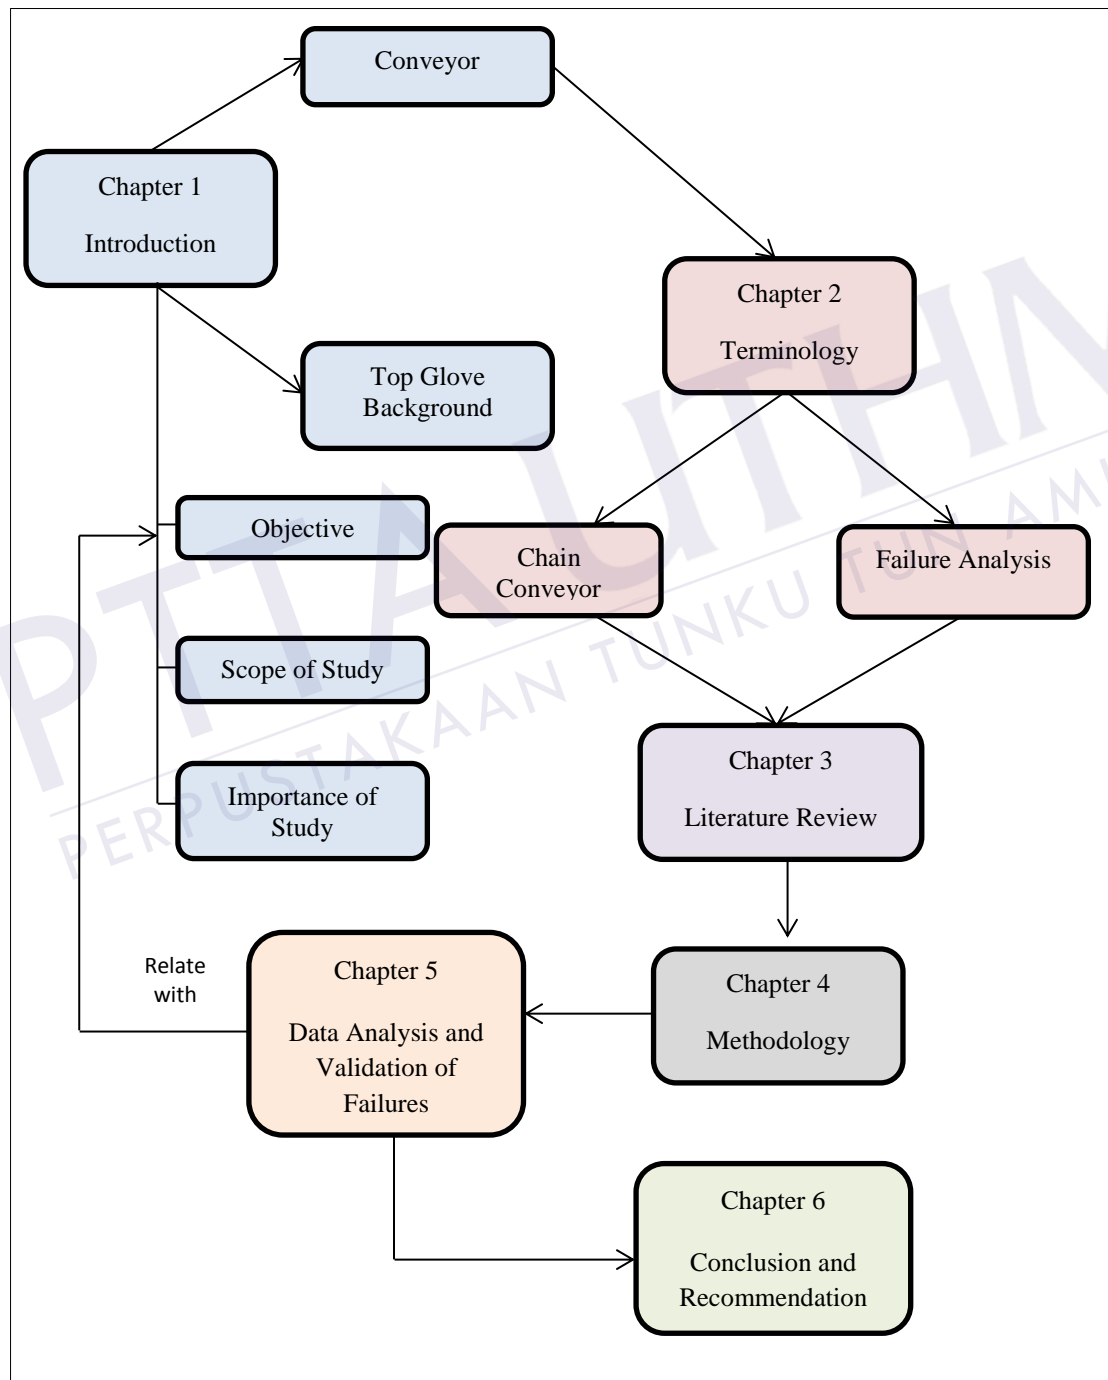 Conveyor
Chapter 1
Introduction
Chapter 2
Terminology
Top Glove
Background
Objective
Chain
Conveyor
Failure Analysis
Scope of Study
Importance of
Study
Chapter 3
Literature Review
Relate
with
Chapter 5
Data Analysis and
Validation of
Failures
Chapter 4
Methodology
Chapter 6
Conclusion and
Recommendation
PTTA UTHM
PERPUSTAKAAN TUNKU TUN